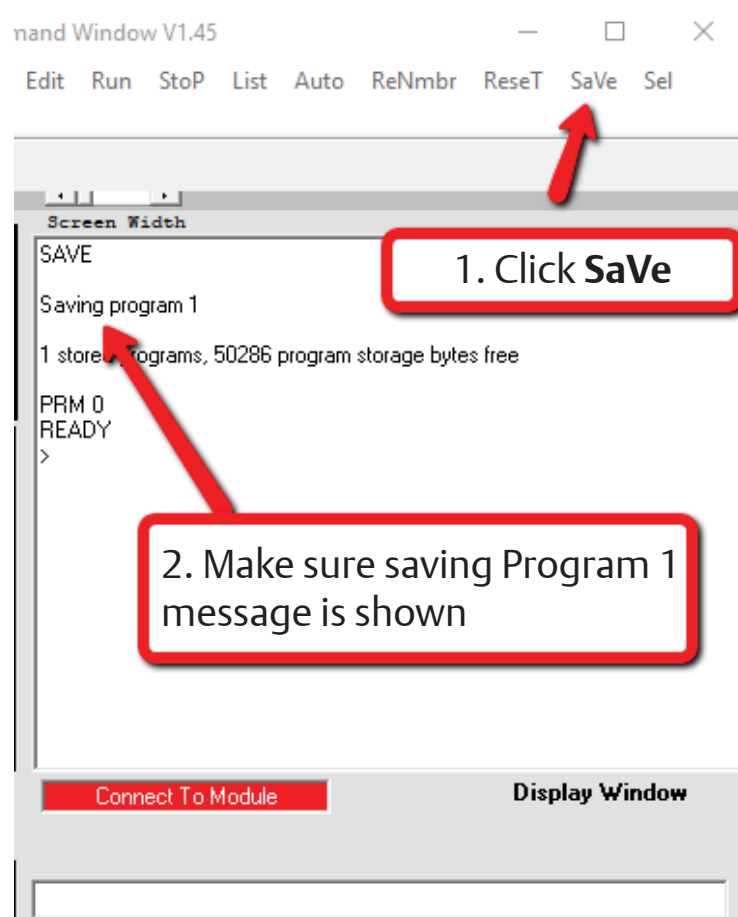 mand Window V1.45
Edit Run StoP List Auto ReNmbr ReseT SaVe Sel
Screen Width
SAVE
1. Click SaVe
Saving program 1
1 stored programs, 50286 program storage bytes free
PRM 0
READY
>
2. Make sure saving Program 1
message is shown
Connect To Module
Display Window